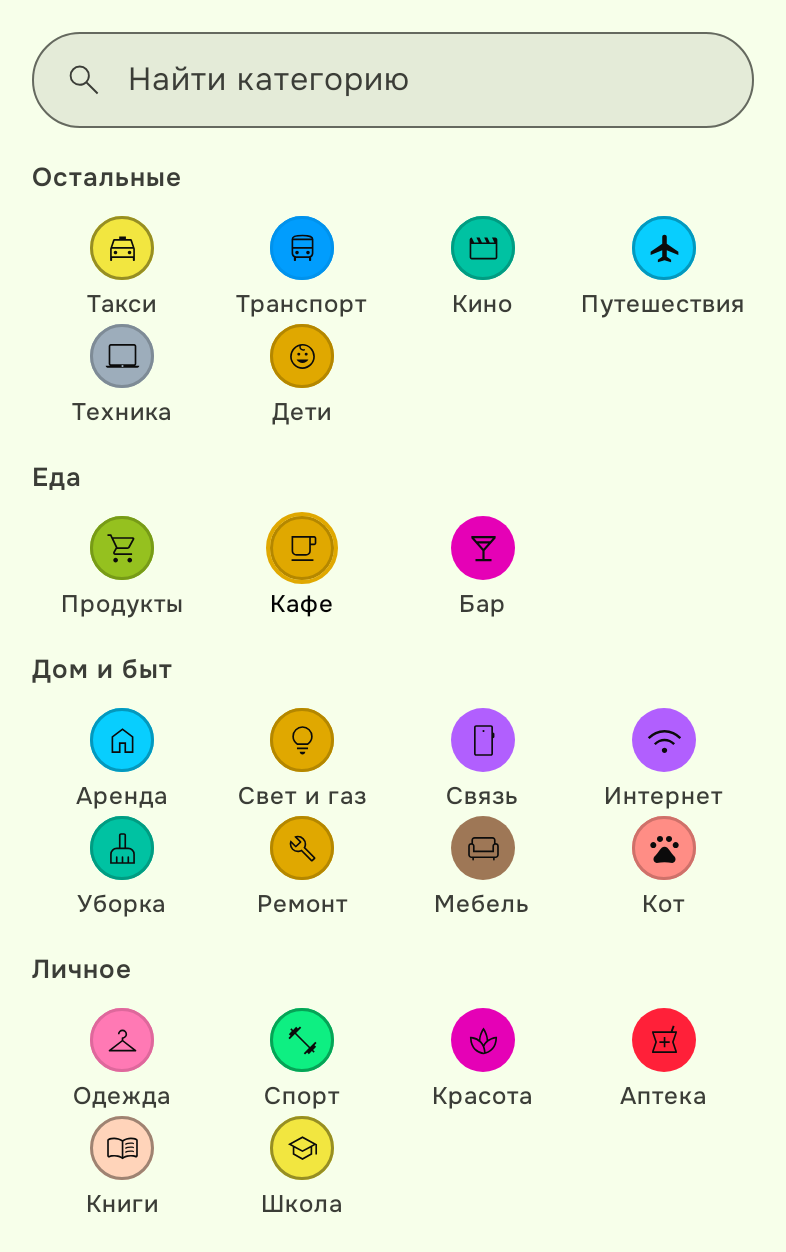 Найти категорию
Остальные
Такси Транспорт Кино Путешествия
Техника Дети
Еда
Продукты Кафе Бар
Дом и быт
Аренда Свет и газ Связь Интернет
Уборка Ремонт Мебель Кот
Личное
Одежда Спорт Красота Аптека
Книги Школа